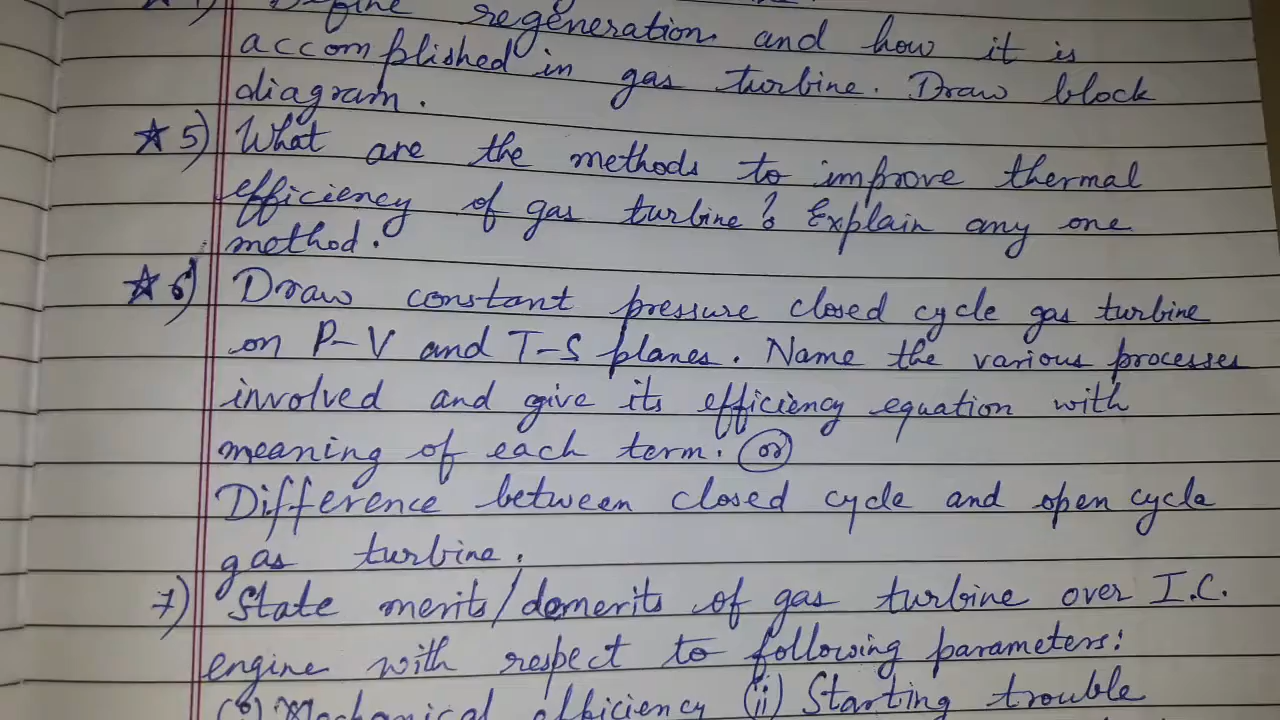 Define regeneration and how it is
accomplished in gas turbine. Draw block
diagram.
☆ 5) What are the methods to improve thermal
efficiency of gas turbine? Explain any one
method.
☆ 6) Draw constant pressure closed cycle gas turbine
on P-V and T-S planes. Name the various processes
involved and give its efficiency equation with
meaning of each term. or
Difference between closed cycle and open cycle
gas turbine.
7) State merits/demerits of gas turbine over I.C.
engine with respect to following parameters:
Mechanical efficiency (ii) Starting trouble